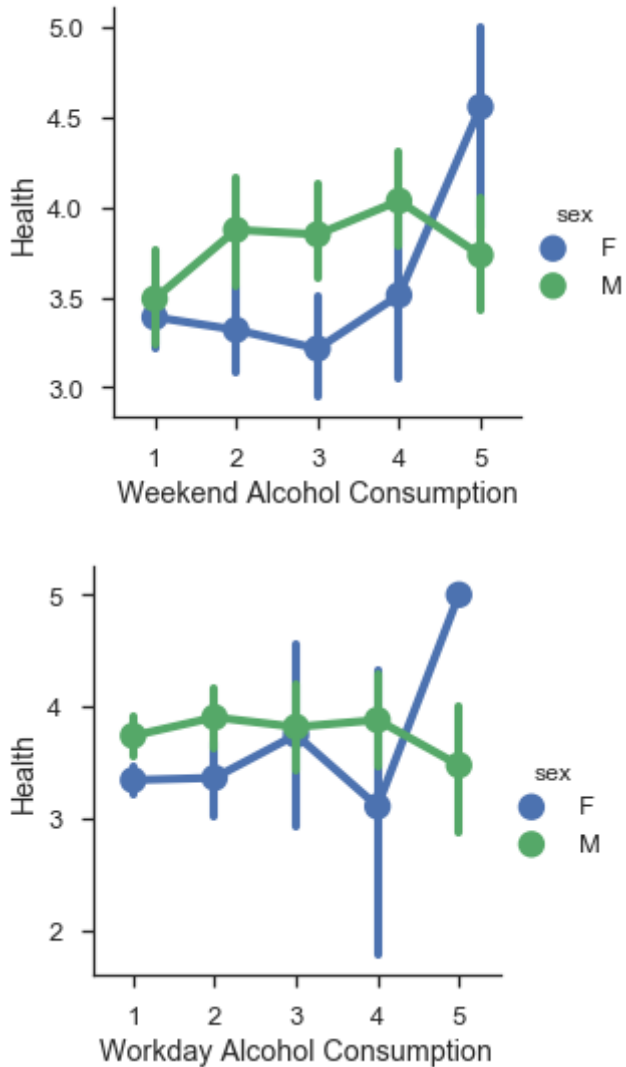 5.0
4.5
4.0
3.5
3.0
Health
1 2 3 4 5
Weekend Alcohol Consumption
sex
F
M
5
4
3
2
Health
1 2 3 4 5
Workday Alcohol Consumption
sex
F
M